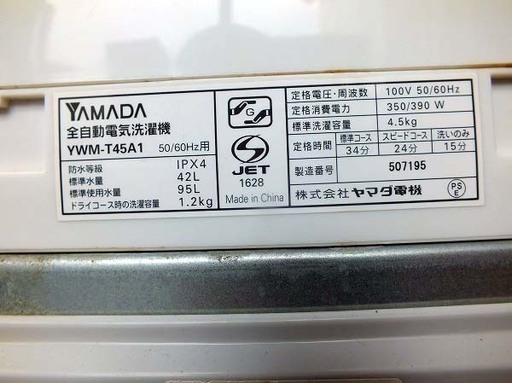 YAMADA
全自動電気洗濯機
YWM-T45A1 50/60Hz用
防水等級 IPX4
標準水量 42L
標準使用水量 95L
ドライコース時の洗濯容量 1.2kg
G
S
JET
1628
Made in China
定格電圧・周波数 100V 50/60Hz
定格消費電力 350/390 W
標準洗濯容量 4.5kg
定格時間 標準コース スピードコース 洗いのみ
34分 24分 15分
製造番号 507195
株式会社 ヤマダ電機
PS
E